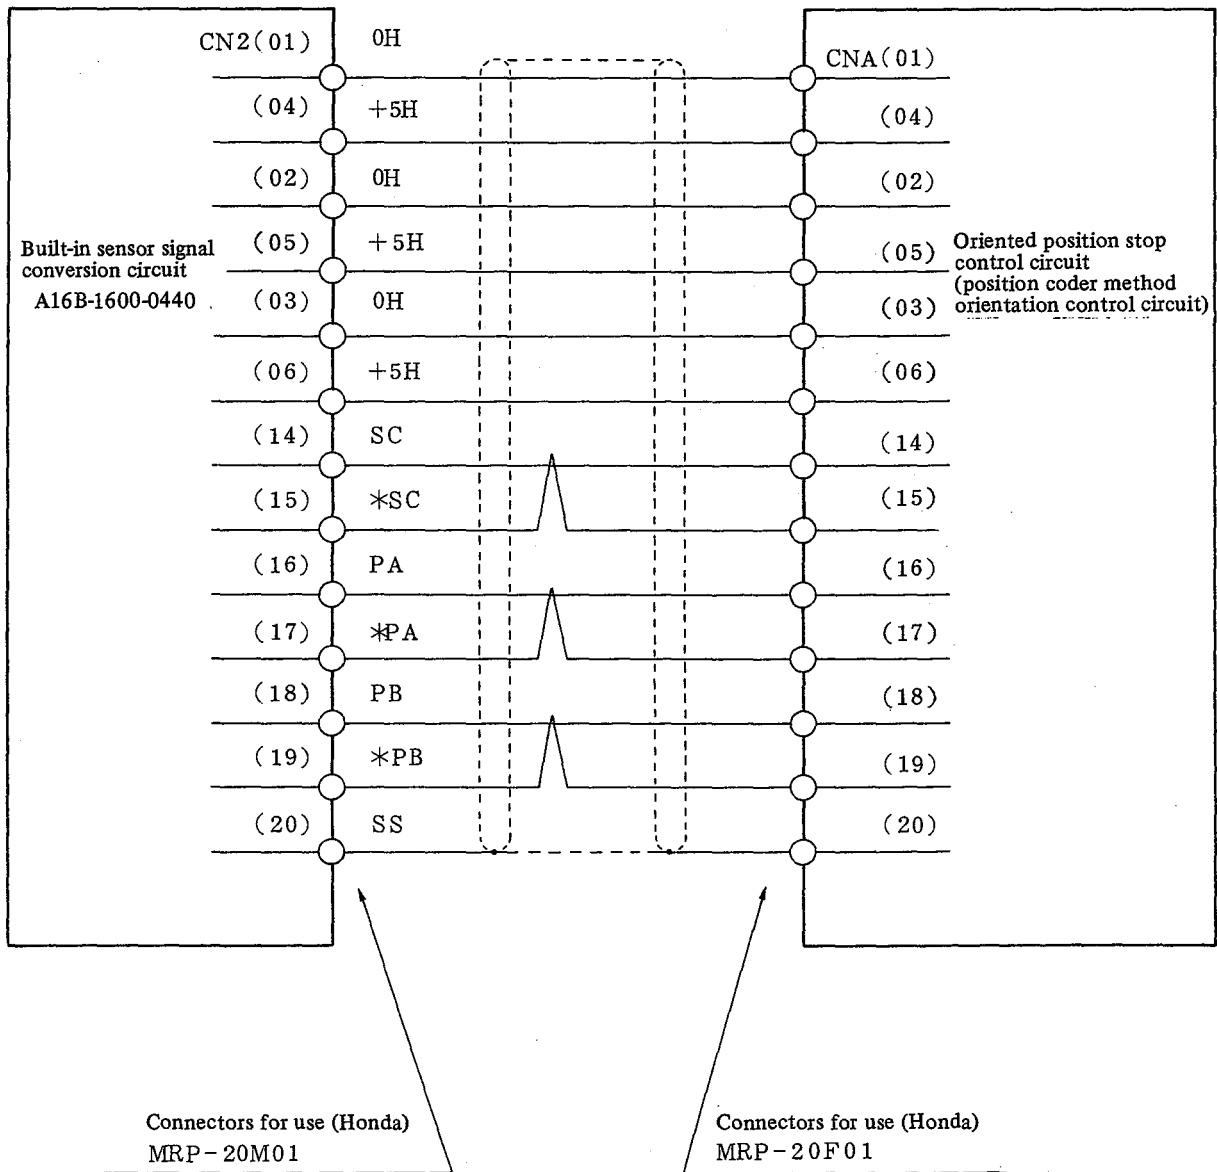 CN2(01) 0H CNA(01)
(04) +5H (04)
(02) 0H (02)
(05) +5H (05)
Built-in sensor signal
conversion circuit
A16B-1600-0440
Oriented position stop
control circuit
(position coder method
orientation control circuit)
(03) 0H (03)
(06) +5H (06)
(14) SC (14)
(15) *SC (15)
(16) PA (16)
(17) *PA (17)
(18) PB (18)
(19) *PB (19)
(20) SS (20)
Connectors for use (Honda)
MRP-20M01
Connectors for use (Honda)
MRP-20F01